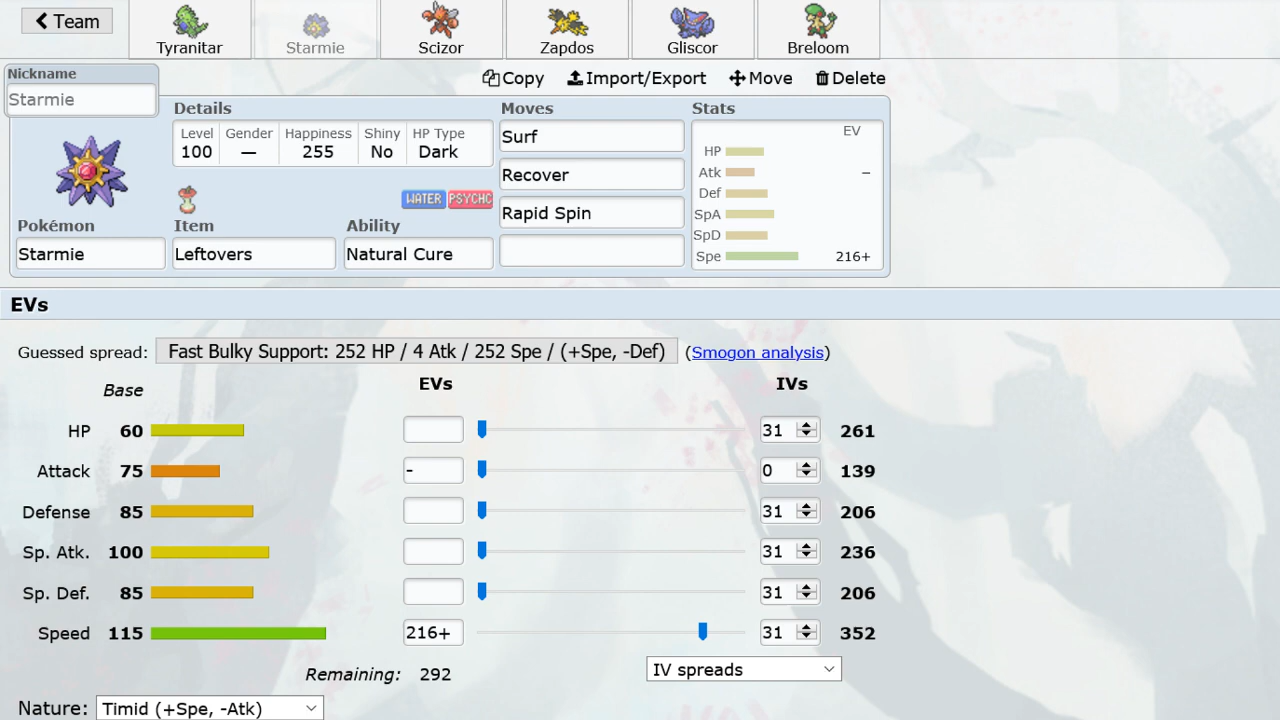 Team
Tyranitar Starmie Scizor Zapdos Gliscor Breloom
Nickname
Starmie
Copy Import/Export Move Delete
Details Moves Stats
Level Gender Happiness Shiny HP Type
100 — 255 No Dark
Surf
Recover
Rapid Spin
EV
HP
Atk –
Def
SpA
SpD
Spe 216+
WATER PSYCHC
Pokémon Item Ability
Starmie Leftovers Natural Cure
EVs
Guessed spread: Fast Bulky Support: 252 HP / 4 Atk / 252 Spe / (+Spe, -Def) (Smogon analysis)
Base EVs IVs
HP 60 31 261
Attack 75 - 0 139
Defense 85 31 206
Sp. Atk. 100 31 236
Sp. Def. 85 31 206
Speed 115 216+ 31 352
Remaining: 292 IV spreads
Nature: Timid (+Spe, -Atk)